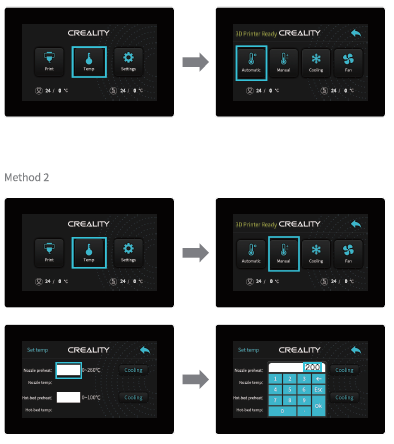 CREALITY
Print Temp Settings
24 / 0 ℃ 24 / 0 ℃
3D Printer Ready CREALITY
Automatic Manual Cooling Fan
24 / 0 ℃ 24 / 0 ℃
Method 2
CREALITY
Print Temp Settings
24 / 0 ℃ 24 / 0 ℃
3D Printer Ready CREALITY
Automatic Manual Cooling Fan
24 / 0 ℃ 24 / 0 ℃
Set temp CREALITY
Nozzle preheat: 0~260℃ Cooling
Nozzle temp:
Hot-bed preheat: 0~100℃ Cooling
Hot-bed temp:
Set temp CREALITY
Nozzle preheat: 200 Cooling
1 2 3
Nozzle temp:
4 5 6 Esc
Hot-bed preheat: 7 8 9 Cooling
Hot-bed temp: 0 . Ok